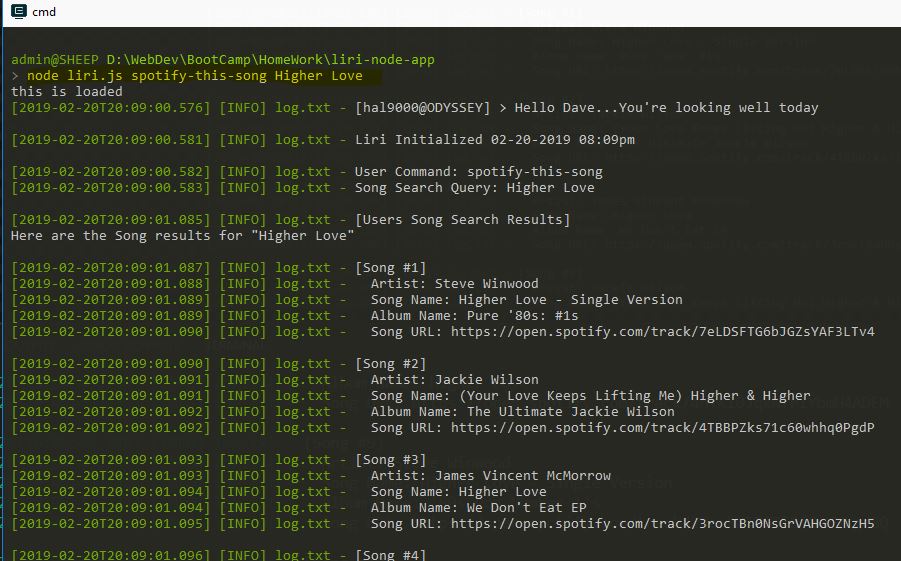 cmd
admin@SHEEP D:\WebDev\BootCamp\HomeWork\liri-node-app
> node liri.js spotify-this-song Higher Love
this is loaded
[2019-02-20T20:09:00.576] [INFO] log.txt - [hal9000@ODYSSEY] > Hello Dave...You're looking well today
[2019-02-20T20:09:00.581] [INFO] log.txt - Liri Initialized 02-20-2019 08:09pm
[2019-02-20T20:09:00.582] [INFO] log.txt - User Command: spotify-this-song
[2019-02-20T20:09:00.583] [INFO] log.txt - Song Search Query: Higher Love
[2019-02-20T20:09:01.085] [INFO] log.txt - [Users Song Search Results]
Here are the Song results for "Higher Love"
[2019-02-20T20:09:01.087] [INFO] log.txt - [Song #1]
[2019-02-20T20:09:01.088] [INFO] log.txt -   Artist: Steve Winwood
[2019-02-20T20:09:01.089] [INFO] log.txt -   Song Name: Higher Love - Single Version
[2019-02-20T20:09:01.089] [INFO] log.txt -   Album Name: Pure '80s: #1s
[2019-02-20T20:09:01.090] [INFO] log.txt -   Song URL: https://open.spotify.com/track/7eLDSFTG6bJGZsYAF3LTv4
[2019-02-20T20:09:01.090] [INFO] log.txt - [Song #2]
[2019-02-20T20:09:01.091] [INFO] log.txt -   Artist: Jackie Wilson
[2019-02-20T20:09:01.091] [INFO] log.txt -   Song Name: (Your Love Keeps Lifting Me) Higher & Higher
[2019-02-20T20:09:01.092] [INFO] log.txt -   Album Name: The Ultimate Jackie Wilson
[2019-02-20T20:09:01.092] [INFO] log.txt -   Song URL: https://open.spotify.com/track/4TBBPZks71c60whhq0PgdP
[2019-02-20T20:09:01.093] [INFO] log.txt - [Song #3]
[2019-02-20T20:09:01.093] [INFO] log.txt -   Artist: James Vincent McMorrow
[2019-02-20T20:09:01.094] [INFO] log.txt -   Song Name: Higher Love
[2019-02-20T20:09:01.094] [INFO] log.txt -   Album Name: We Don't Eat EP
[2019-02-20T20:09:01.095] [INFO] log.txt -   Song URL: https://open.spotify.com/track/3rocTBn0NsGrVAHGOZNzH5
[2019-02-20T20:09:01.096] [INFO] log.txt - [Song #4]